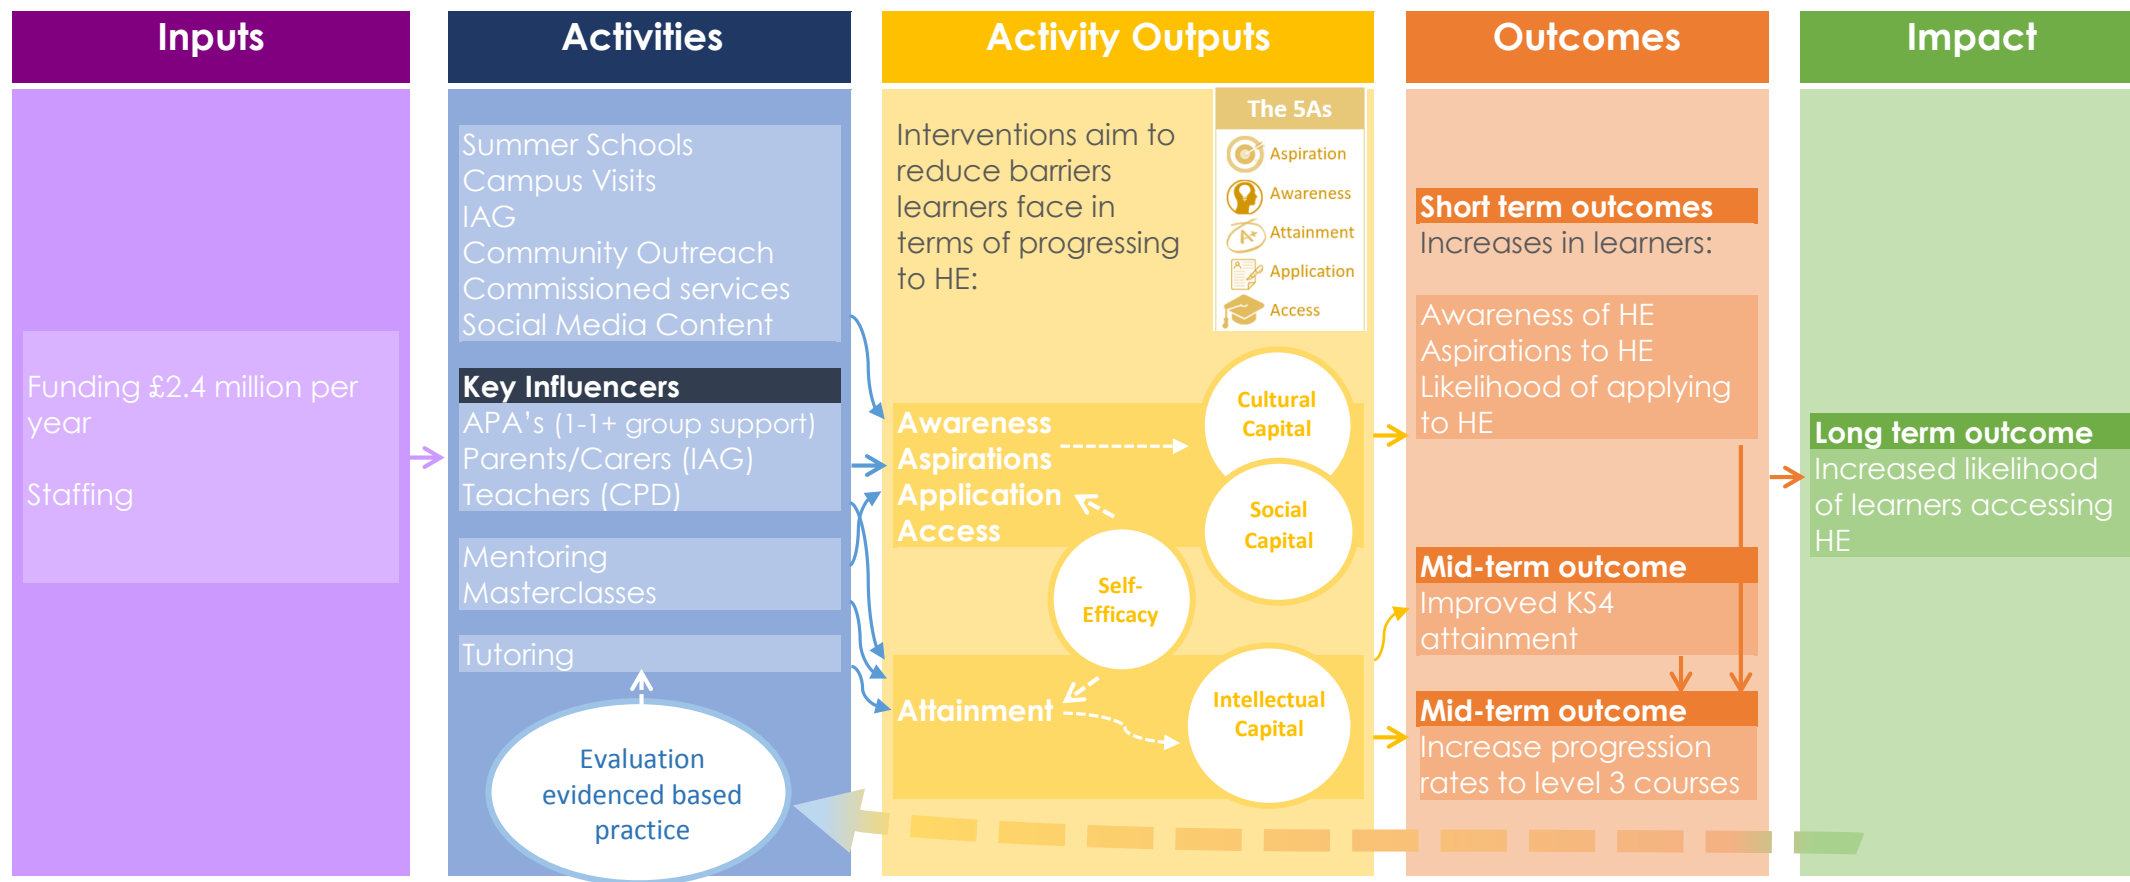 Inputs
Funding £2.4 million per
year
Staffing
Activities
Summer Schools
Campus Visits
IAG
Community Outreach
Commissioned services
Social Media Content
Key Influencers
APA's (1-1+ group support)
Parents/Carers (IAG)
Teachers (CPD)
Mentoring
Masterclasses
Tutoring
Evaluation
evidenced based
practice
Activity Outputs
Interventions aim to
reduce barriers
learners face in
terms of progressing
to HE:
The 5As
Aspiration
Awareness
A+
Attainment
Application
Access
Awareness
Aspirations
Application
Access
Cultural
Capital
Social
Capital
Self-
Efficacy
Attainment
Intellectual
Capital
Outcomes
Short term outcomes
Increases in learners:
Awareness of HE
Aspirations to HE
Likelihood of applying
to HE
Mid-term outcome
Improved KS4
attainment
Mid-term outcome
Increase progression
rates to level 3 courses
Impact
Long term outcome
Increased likelihood
of learners accessing
HE